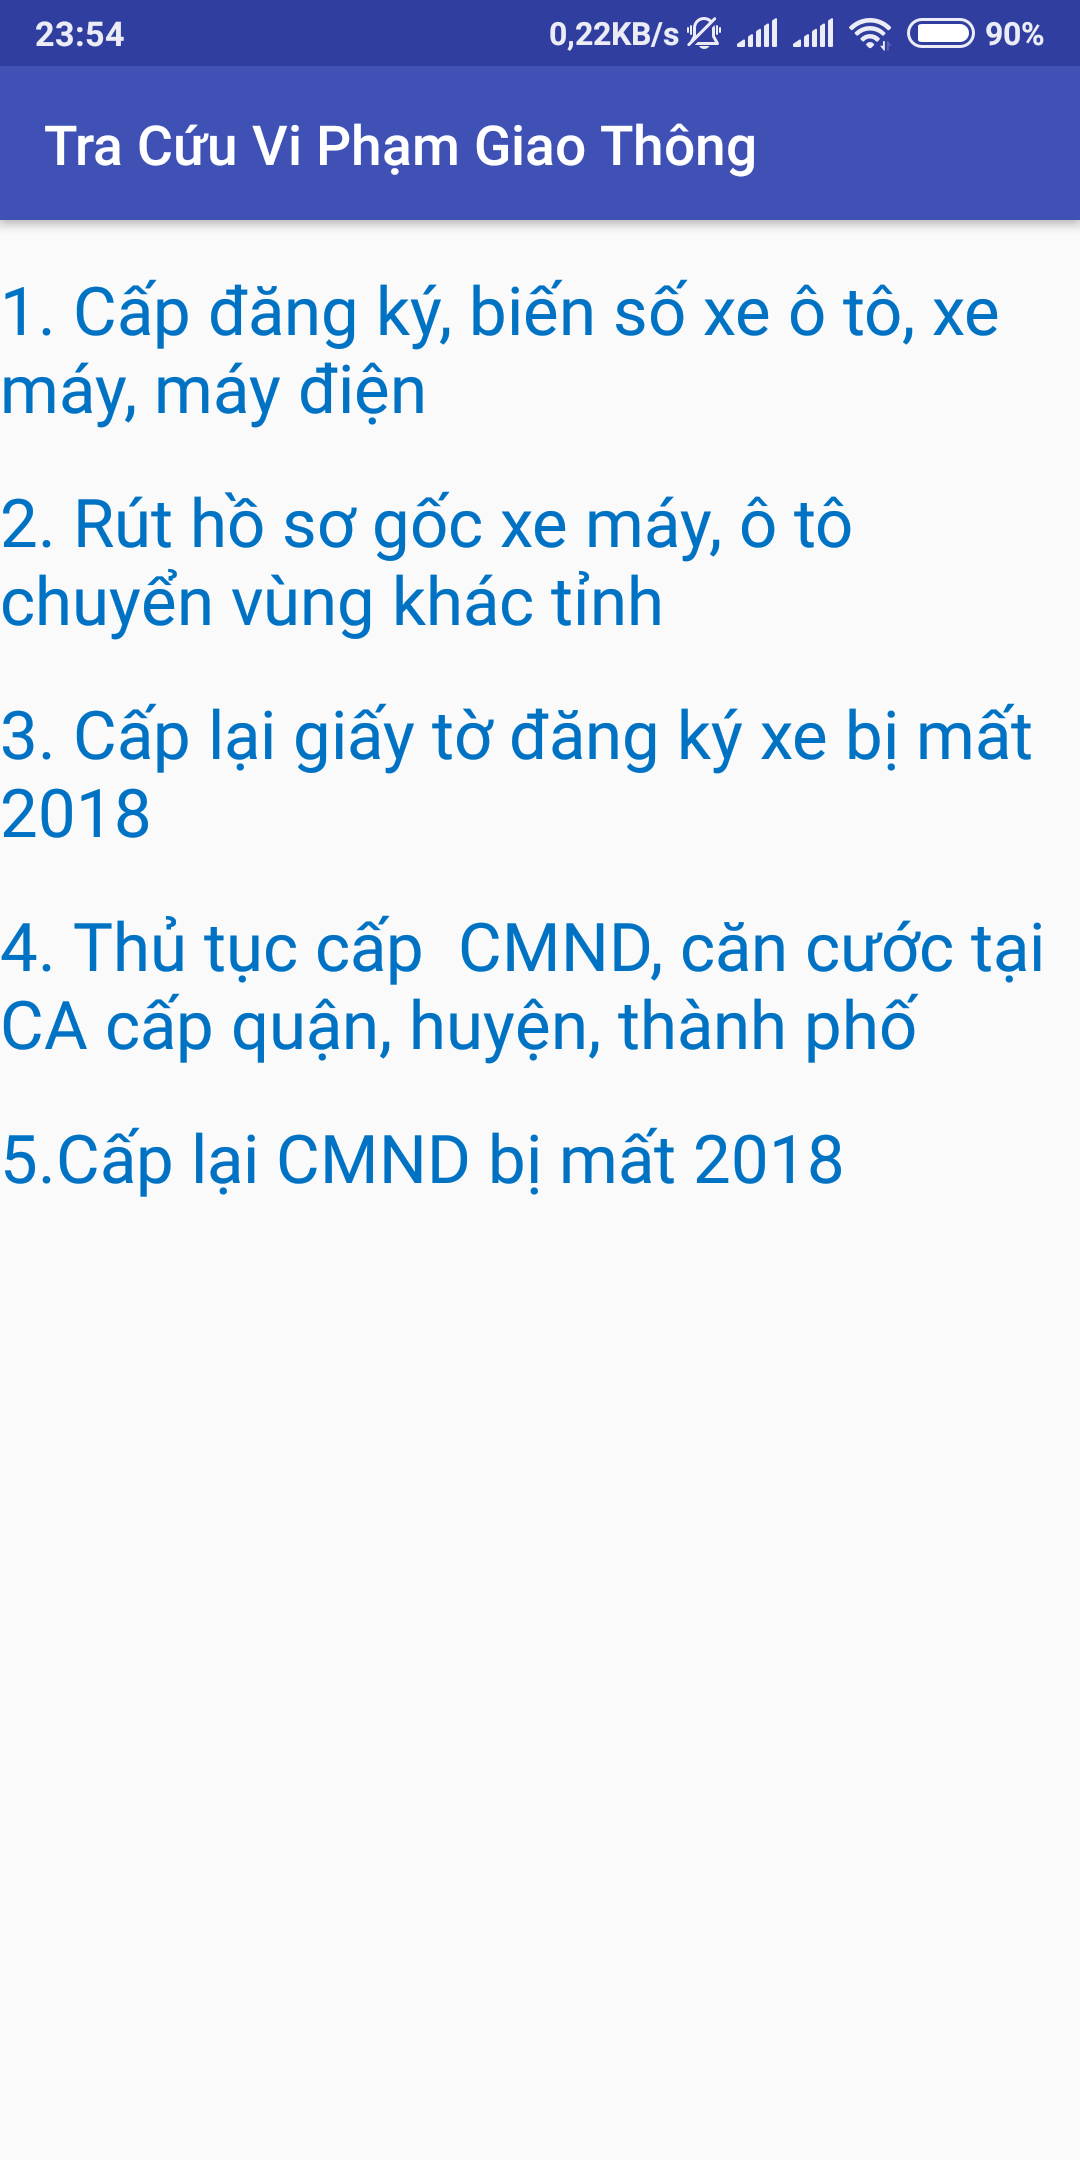 23:54 0,22KB/s 90%
Tra Cứu Vi Phạm Giao Thông
1. Cấp đăng ký, biến số xe ô tô, xe
máy, máy điện
2. Rút hồ sơ gốc xe máy, ô tô
chuyển vùng khác tỉnh
3. Cấp lại giấy tờ đăng ký xe bị mất
2018
4. Thủ tục cấp  CMND, căn cước tại
CA cấp quận, huyện, thành phố
5.Cấp lại CMND bị mất 2018